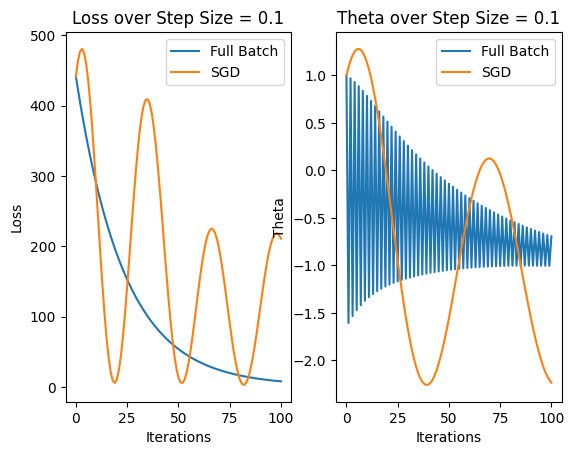 Loss over Step Size = 0.1
Theta over Step Size = 0.1
Full Batch
SGD
Full Batch
SGD
Loss
500
400
300
200
100
0
Theta
1.0
0.5
0.0
−0.5
−1.0
−1.5
−2.0
0 25 50 75 100
0 25 50 75 100
Iterations
Iterations